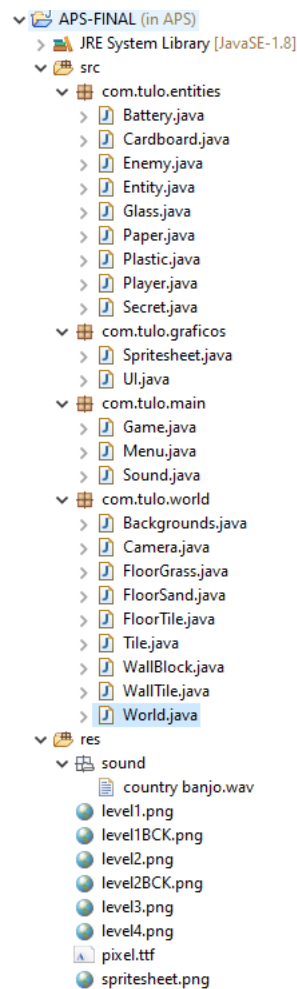 APS-FINAL (in APS)
JRE System Library [JavaSE-1.8]
src
com.tulo.entities
Battery.java
Cardboard.java
Enemy.java
Entity.java
Glass.java
Paper.java
Plastic.java
Player.java
Secret.java
com.tulo.graficos
Spritesheet.java
UI.java
com.tulo.main
Game.java
Menu.java
Sound.java
com.tulo.world
Backgrounds.java
Camera.java
FloorGrass.java
FloorSand.java
FloorTile.java
Tile.java
WallBlock.java
WallTile.java
World.java
res
sound
country banjo.wav
level1.png
level1BCK.png
level2.png
level2BCK.png
level3.png
level4.png
pixel.ttf
spritesheet.png